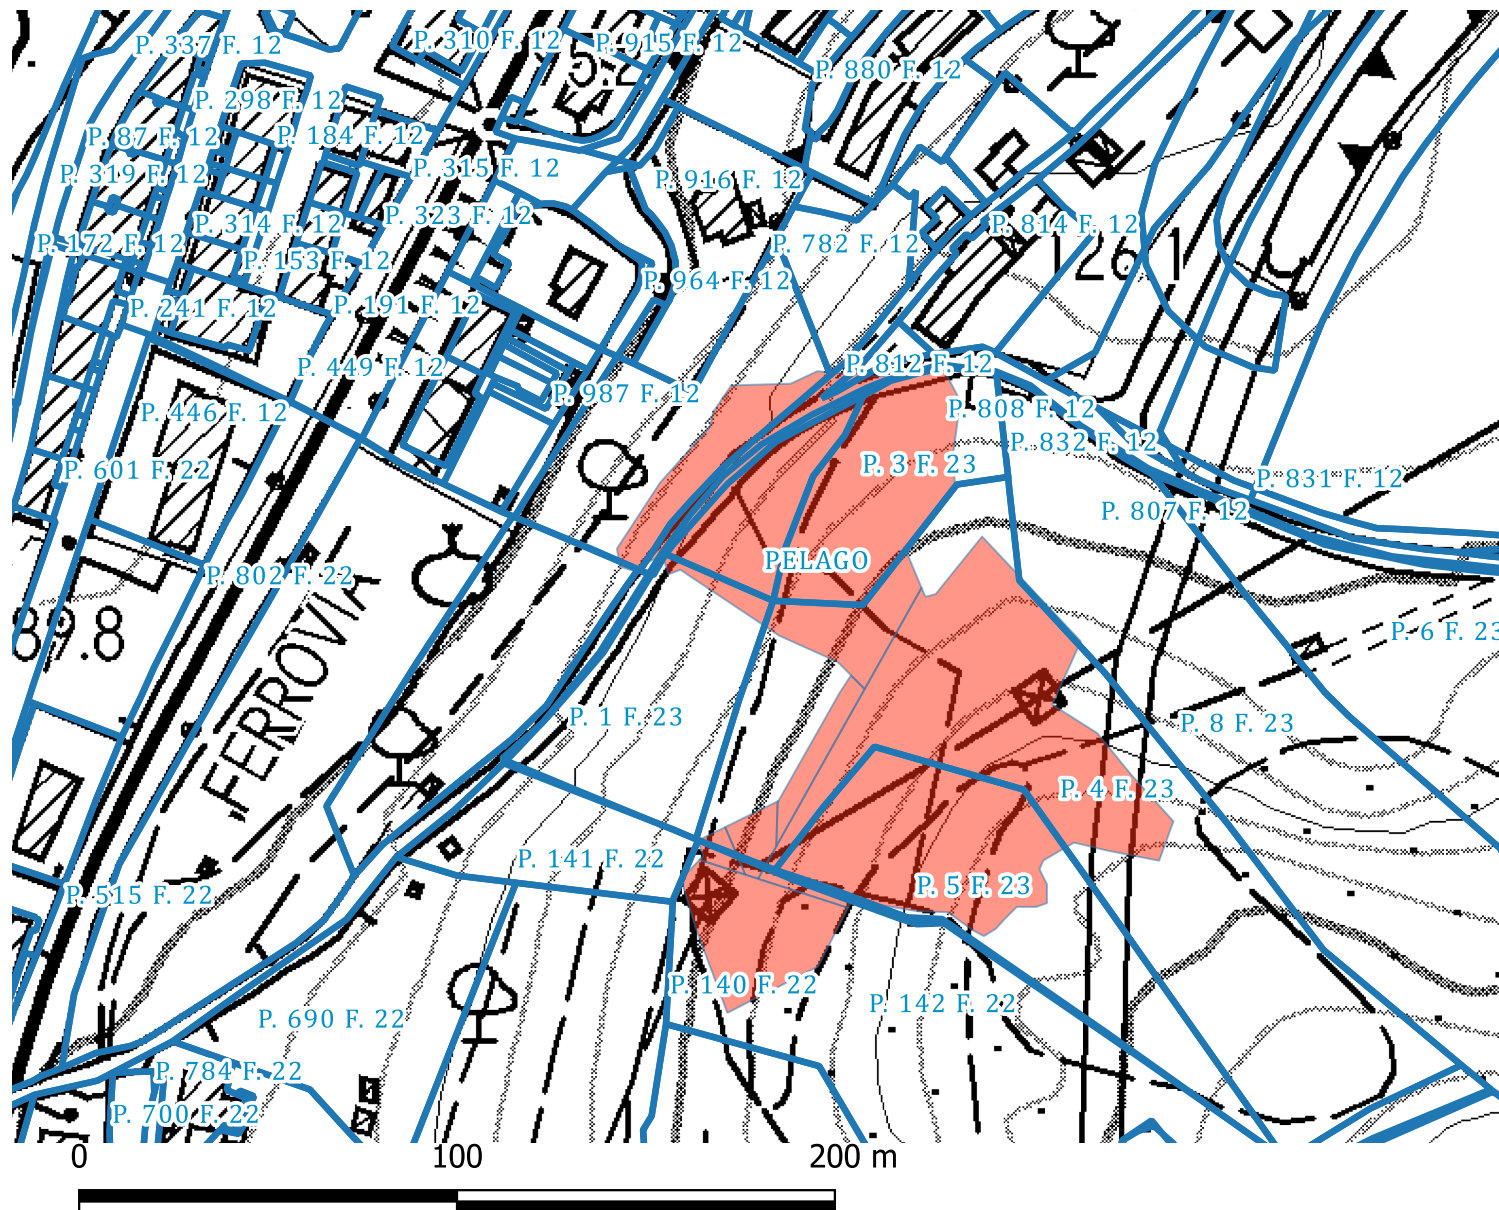 P. 337 F. 12
P. 310 F. 12
P. 915 F. 12
P. 880 F. 12
P. 298 F. 12
P. 87 F. 12
P. 184 F. 12
P. 319 F. 12
P. 315 F. 12
P. 916 F. 12
P. 314 F. 12
P. 323 F. 12
P. 814 F. 12
P. 172 F. 12
P. 153 F. 12
P. 782 F. 12
126.1
P. 964 F. 12
P. 241 F. 12
P. 191 F. 12
P. 449 F. 12
P. 812 F. 12
P. 987 F. 12
P. 446 F. 12
P. 808 F. 12
P. 832 F. 12
P. 601 F. 22
P. 3 F. 23
P. 831 F. 12
P. 807 F. 12
PELAGO
P. 802 F. 22
89.8
FERROVIA
P. 6 F. 23
P. 1 F. 23
P. 8 F. 23
P. 4 F. 23
P. 141 F. 22
P. 515 F. 22
P. 5 F. 23
P. 140 F. 22
P. 142 F. 22
P. 690 F. 22
P. 784 F. 22
P. 700 F. 22
0 100 200 m